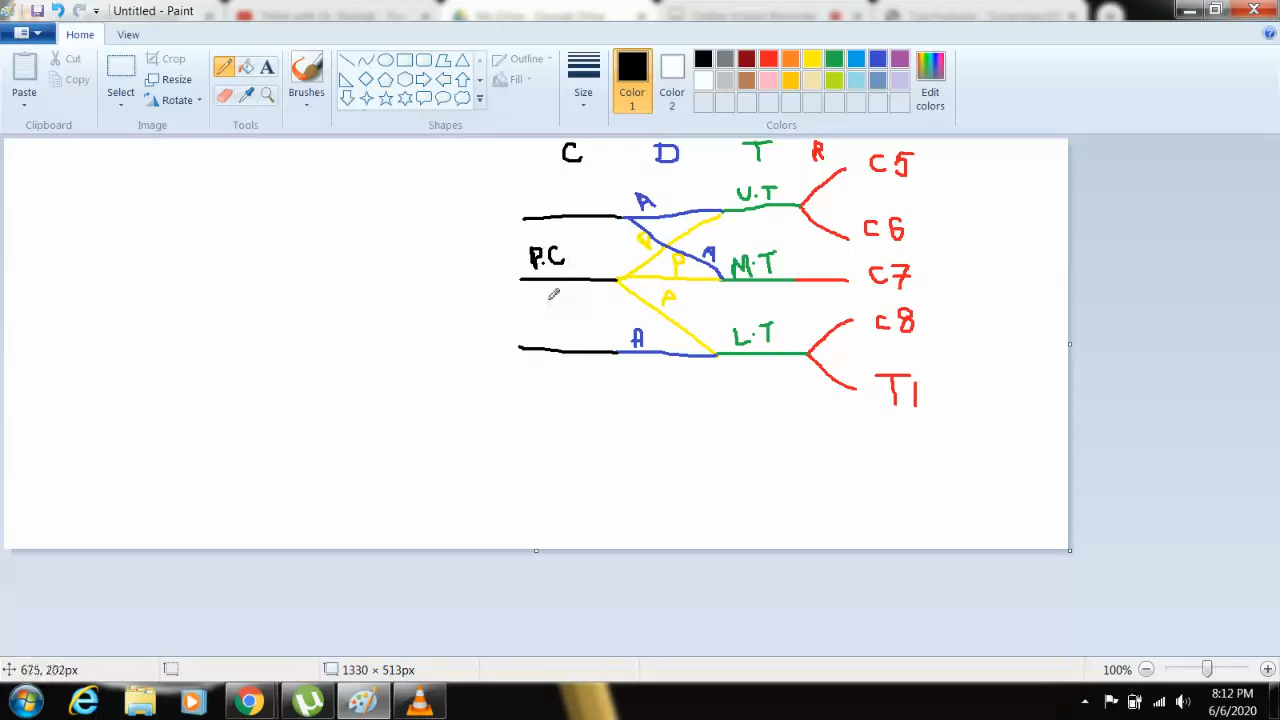 Untitled - Paint
Home View
Paste
Cut
Copy
Clipboard
Select
Crop
Resize
Rotate
Image
A
Tools
Brushes
Shapes
Outline
Fill
Size
Color 1
Color 2
Edit colors
Colors
C D T R
C5
A U.T
C6
P.C P P A M.T C7
P
A L.T C8
T1
675, 202px
1330 × 513px
100%
8:12 PM
6/6/2020